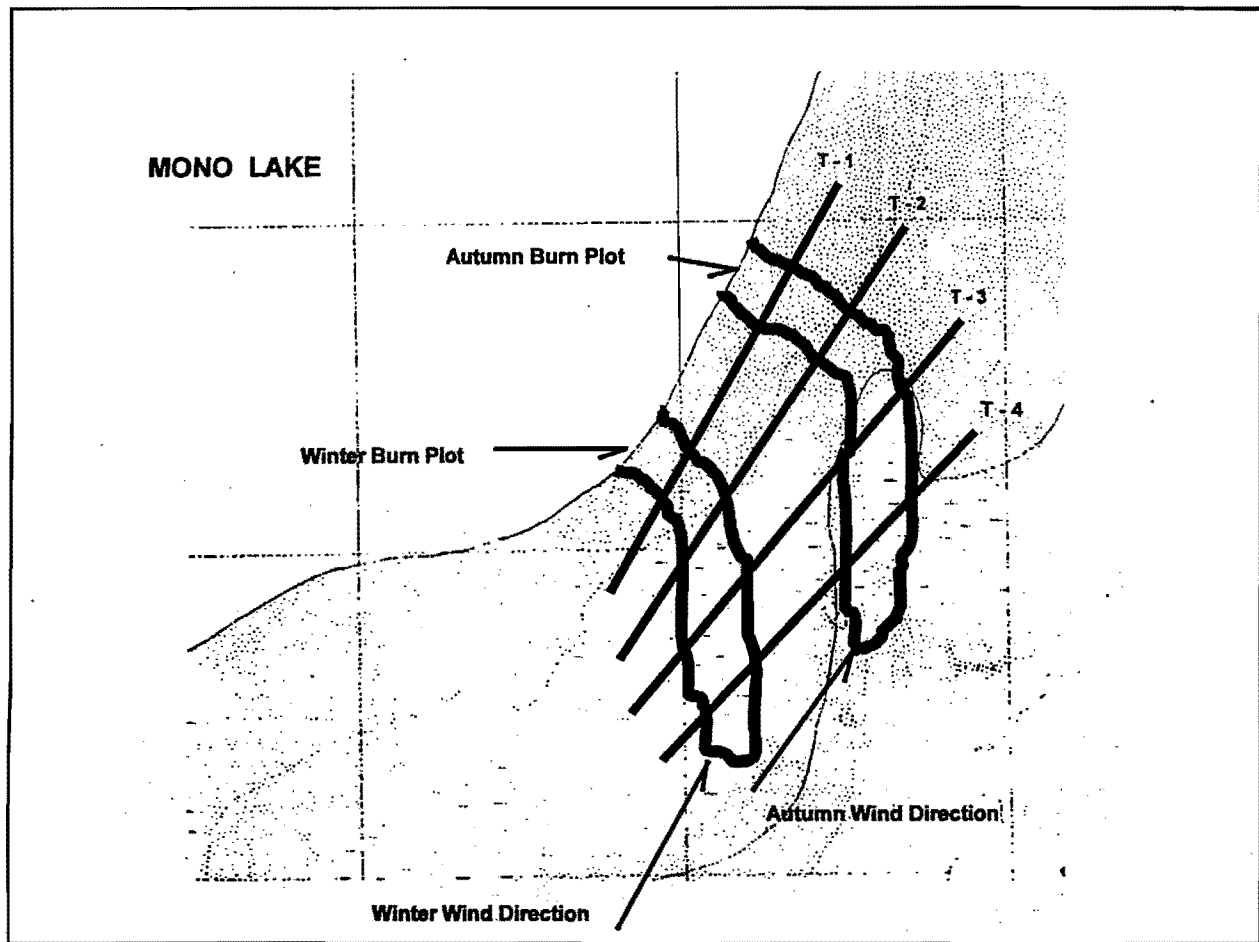 MONO LAKE
T - 1
T - 2
Autumn Burn Plot
T - 3
T - 4
Winter Burn Plot
Autumn Wind Direction
Winter Wind Direction